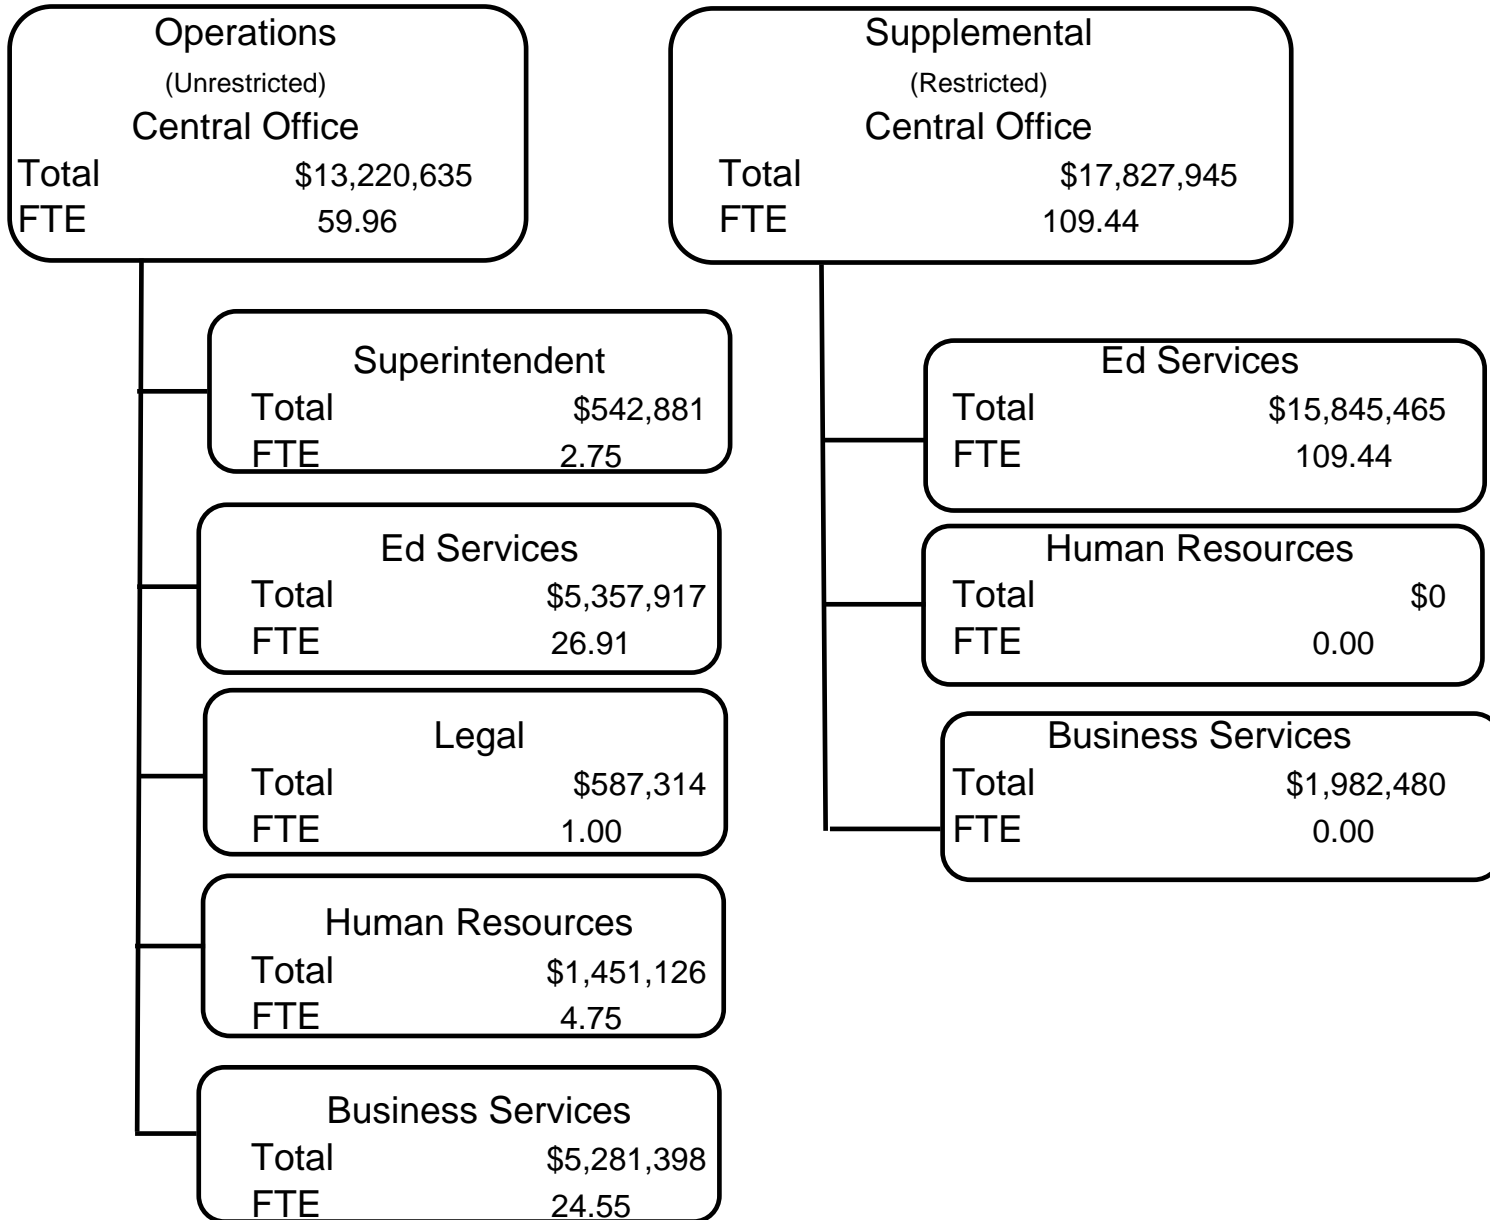 Operations
(Unrestricted)
Central Office
Total $13,220,635
FTE 59.96
Superintendent
Total $542,881
FTE 2.75
Ed Services
Total $5,357,917
FTE 26.91
Legal
Total $587,314
FTE 1.00
Human Resources
Total $1,451,126
FTE 4.75
Business Services
Total $5,281,398
FTE 24.55
Supplemental
(Restricted)
Central Office
Total $17,827,945
FTE 109.44
Ed Services
Total $15,845,465
FTE 109.44
Human Resources
Total $0
FTE 0.00
Business Services
Total $1,982,480
FTE 0.00